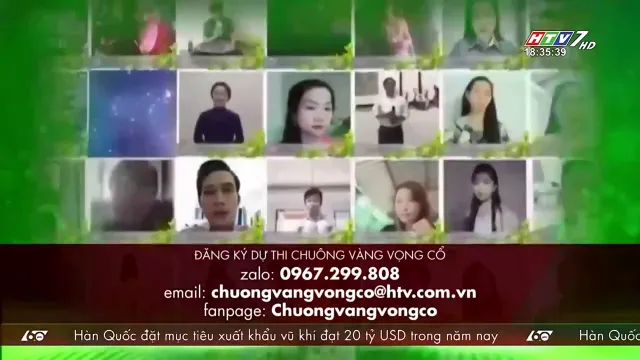 HTV7 HD
18:35:39
ĐĂNG KÝ DỰ THI CHUÔNG VÀNG VỌNG CỔ
zalo: 0967.299.808
email: chuongvangvongco@htv.com.vn
fanpage: Chuongvangvongco
60 Hàn Quốc đặt mục tiêu xuất khẩu vũ khí đạt 20 tỷ USD trong năm nay 60 Hàn Quốc